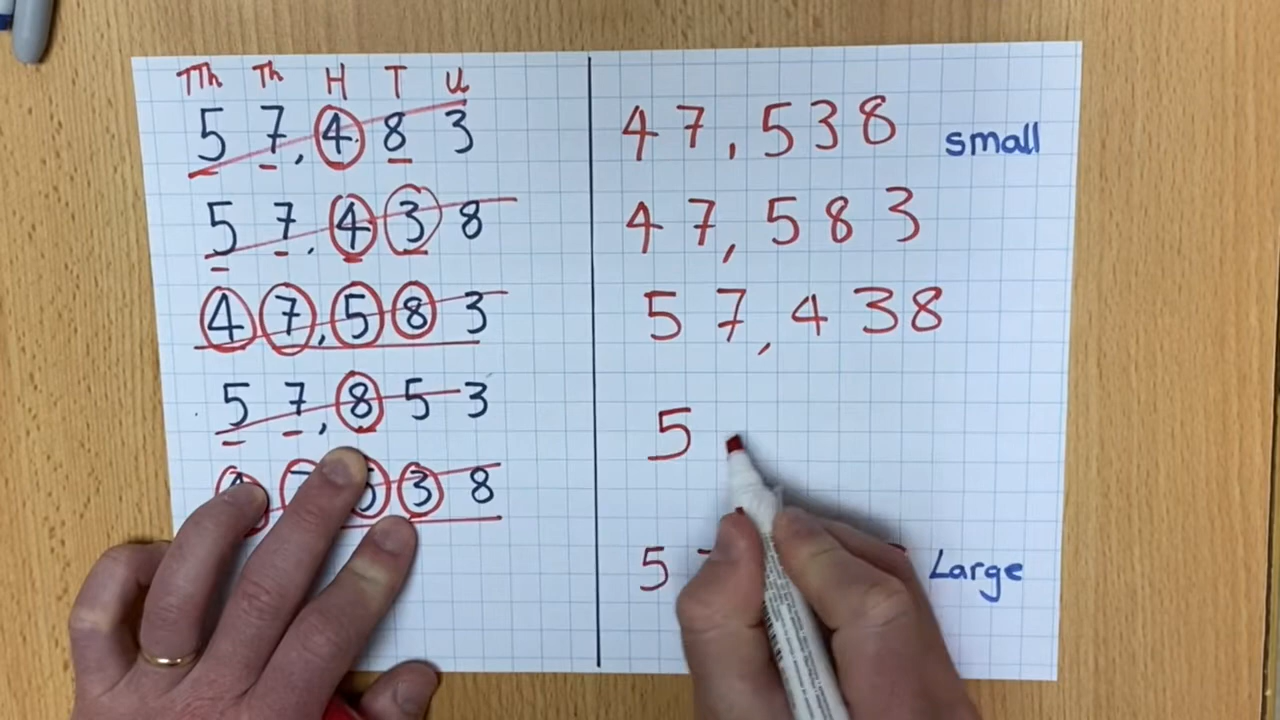 TTh Th H T U
57,483
57,438
47,583
57,853
47,538
47,538 small
47,583
57,438
5
5 Large